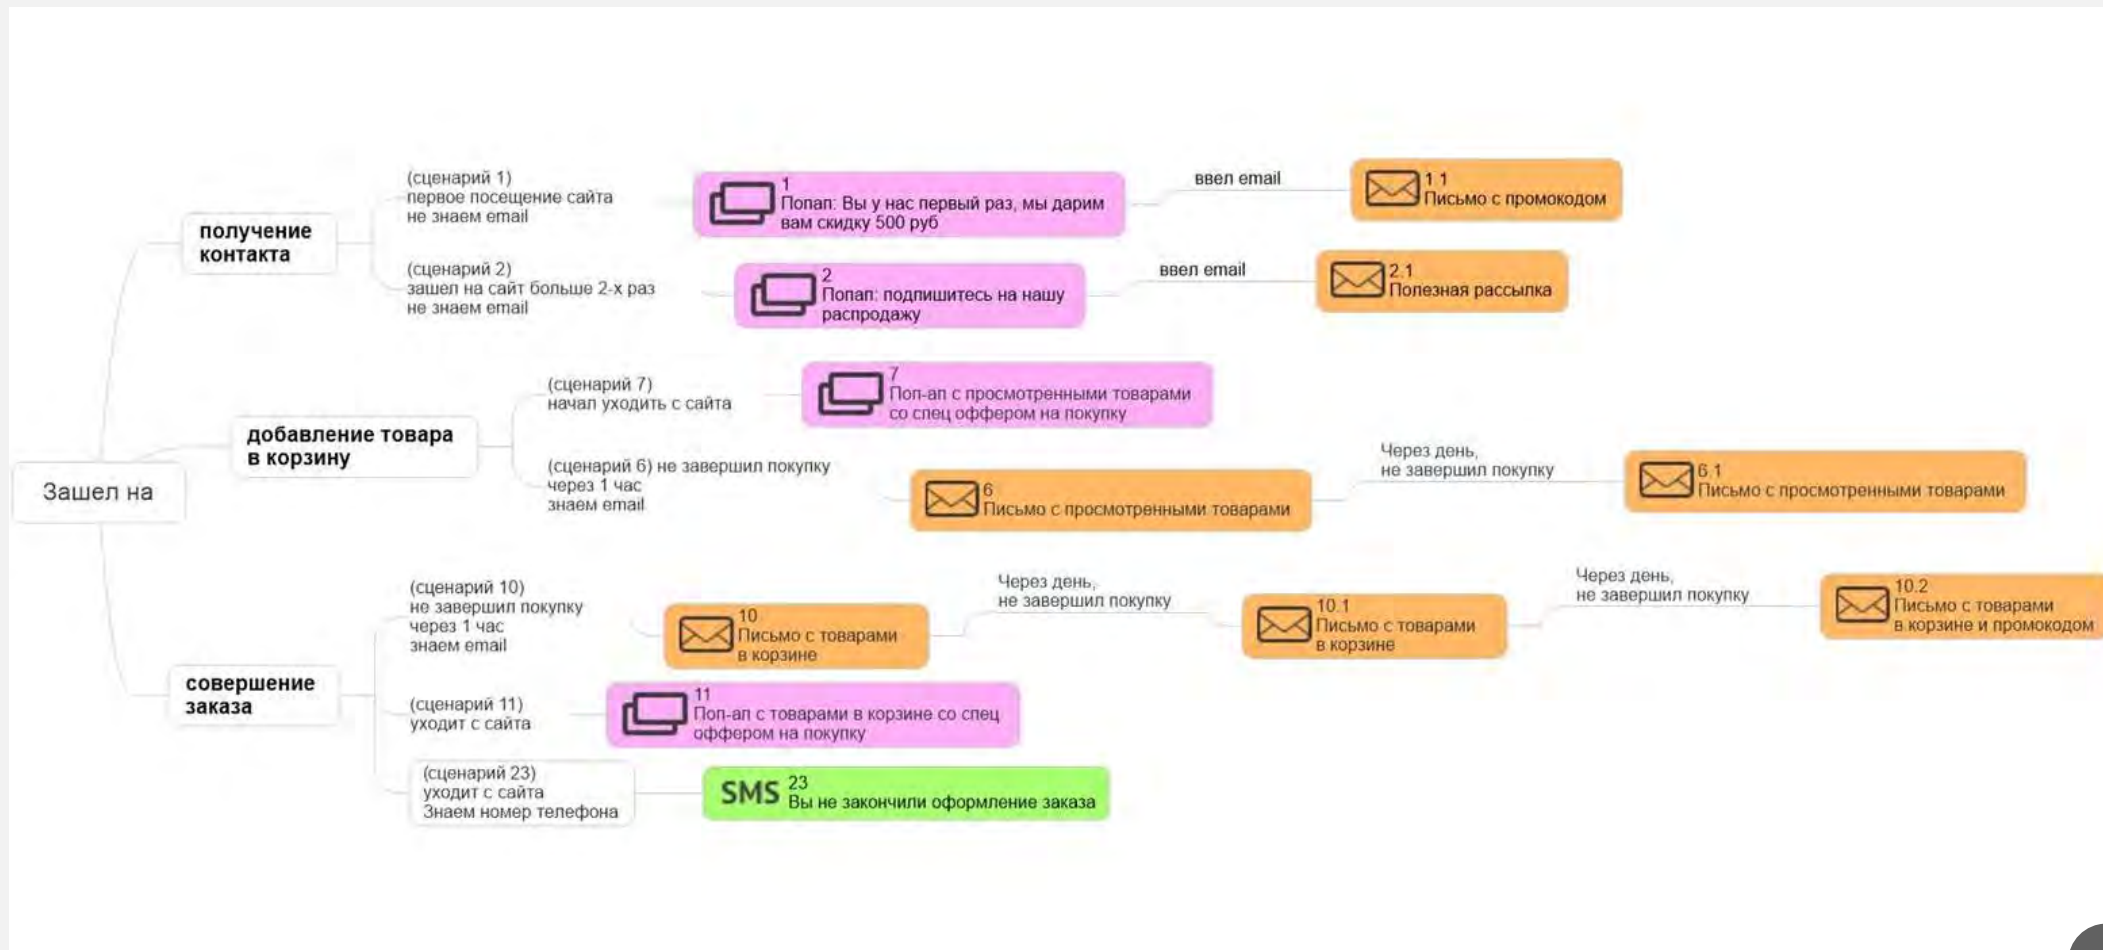 (сценарий 1)
первое посещение сайта
не знаем email
1
Попап: Вы у нас первый раз, мы дарим
вам скидку 500 руб
ввел email
1.1
Письмо с промокодом
получение
контакта
(сценарий 2)
зашел на сайт больше 2-х раз
не знаем email
2
Попап: подпишитесь на нашу
распродажу
ввел email
2.1
Полезная рассылка
(сценарий 7)
начал уходить с сайта
7
Поп-ап с просмотренными товарами
со спец оффером на покупку
добавление товара
в корзину
(сценарий 6) не завершил покупку
через 1 час
знаем email
6
Письмо с просмотренными товарами
Через день,
не завершил покупку
6.1
Письмо с просмотренными товарами
Зашел на
(сценарий 10)
не завершил покупку
через 1 час
знаем email
10
Письмо с товарами
в корзине
Через день,
не завершил покупку
10.1
Письмо с товарами
в корзине
Через день,
не завершил покупку
10.2
Письмо с товарами
в корзине и промокодом
совершение
заказа
(сценарий 11)
уходит с сайта
11
Поп-ап с товарами в корзине со спец
оффером на покупку
(сценарий 23)
уходит с сайта
Знаем номер телефона
SMS 23
Вы не закончили оформление заказа